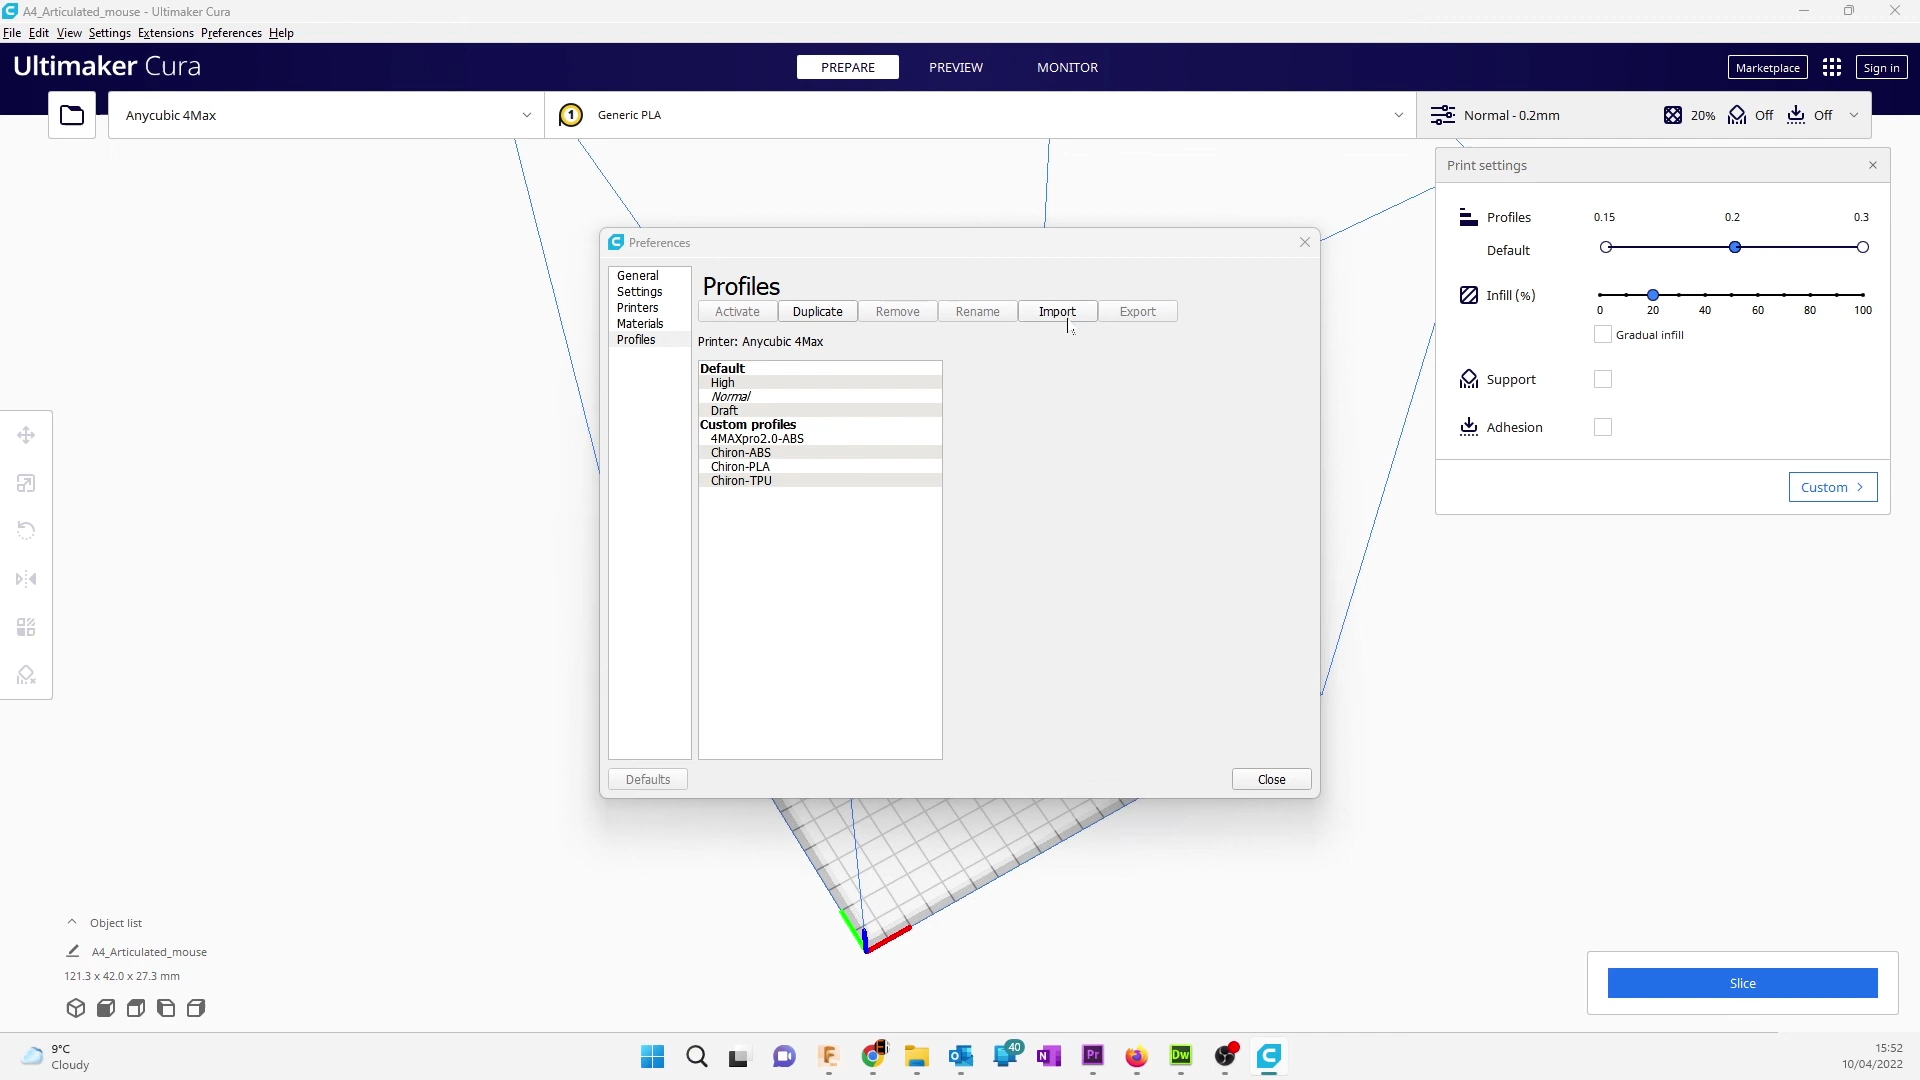 A4_Articulated_mouse - Ultimaker Cura
File Edit View Settings Extensions Preferences Help
Ultimaker Cura
PREPARE PREVIEW MONITOR
Marketplace Sign in
Anycubic 4Max
1 Generic PLA
Normal - 0.2mm 20% Off Off
Print settings
Profiles 0.15 0.2 0.3
Default
Infill (%)
0 20 40 60 80 100
Gradual infill
Support
Adhesion
Custom
Preferences
General
Settings
Printers
Materials
Profiles
Profiles
Activate Duplicate Remove Rename Import Export
Printer: Anycubic 4Max
Default
High
Normal
Draft
Custom profiles
4MAXpro2.0-ABS
Chiron-ABS
Chiron-PLA
Chiron-TPU
Defaults Close
Object list
A4_Articulated_mouse
121.3 x 42.0 x 27.3 mm
Slice
9°C
Cloudy
40
N
Pr
Dw
15:52
10/04/2022